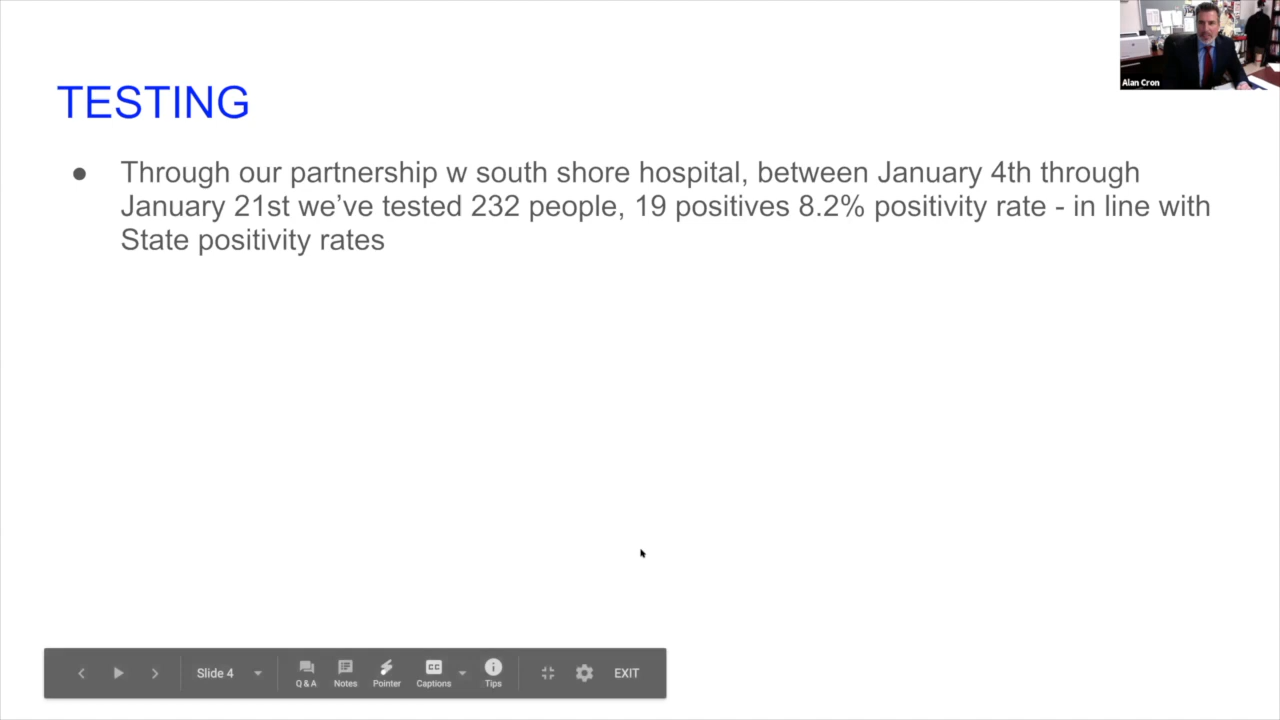 Alan Cron
TESTING
● Through our partnership w south shore hospital, between January 4th through
January 21st we’ve tested 232 people, 19 positives 8.2% positivity rate - in line with
State positivity rates
Slide 4
Q & A
Notes
Pointer
CC
Captions
Tips
EXIT